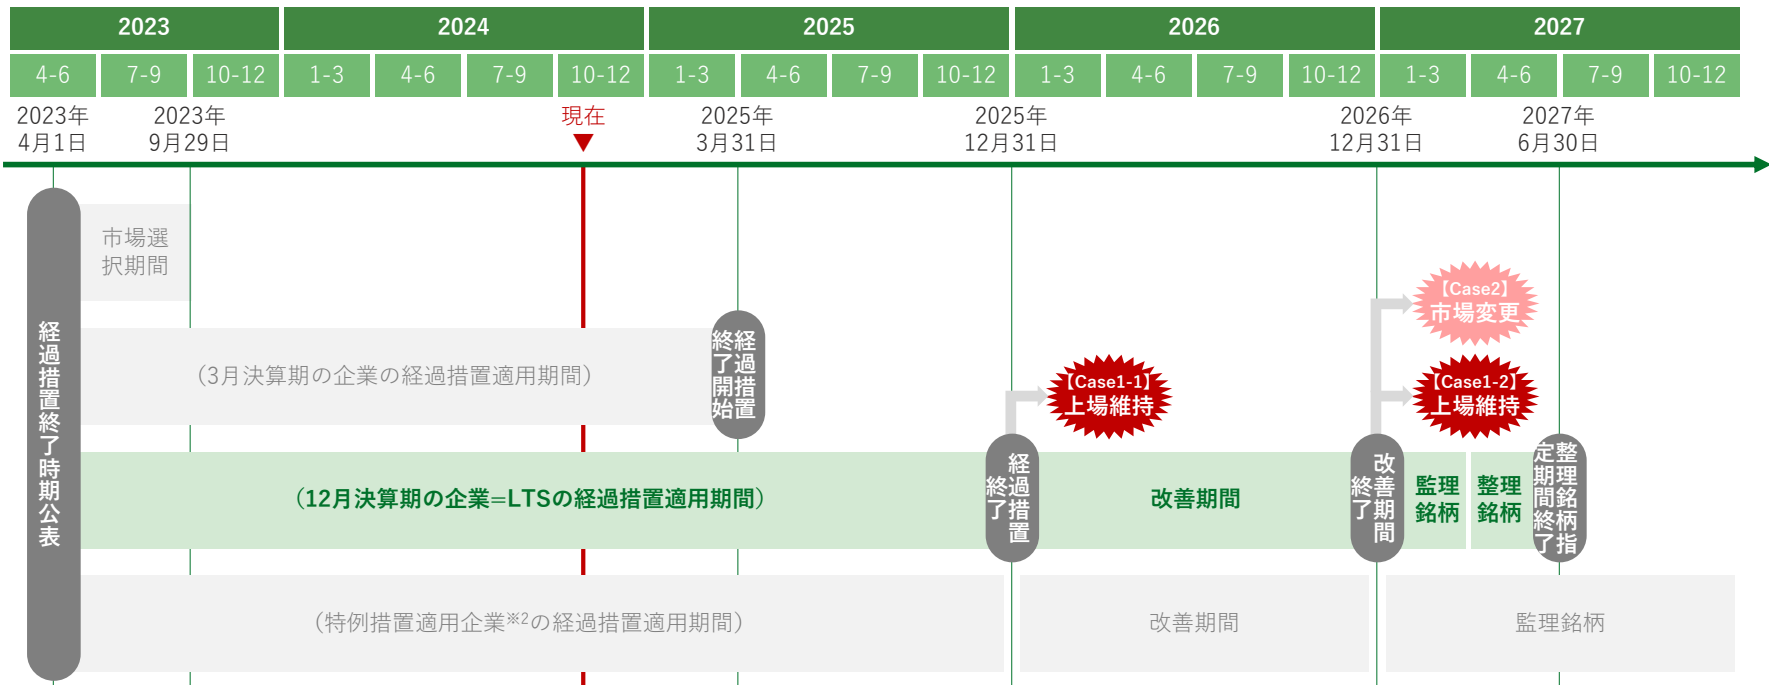 2023
2024
2025
2026
2027
4-6
7-9
10-12
1-3
4-6
7-9
10-12
1-3
4-6
7-9
10-12
1-3
4-6
7-9
10-12
1-3
4-6
7-9
10-12
2023年
4月1日
2023年
9月29日
現在
2025年
3月31日
2025年
12月31日
2026年
12月31日
2027年
6月30日
経過措置終了時期公表
市場選
択期間
(3月決算期の企業の経過措置適用期間)
経過措置
終了開始
【Case1-1】
上場維持
【Case2】
市場変更
【Case1-2】
上場維持
(12月決算期の企業=LTSの経過措置適用期間)
経過措置
終了
改善期間
改善期間
終了
監理
銘柄
整理
銘柄
整理銘柄指
定期間終了
(特例措置適用企業※2の経過措置適用期間)
改善期間
監理銘柄